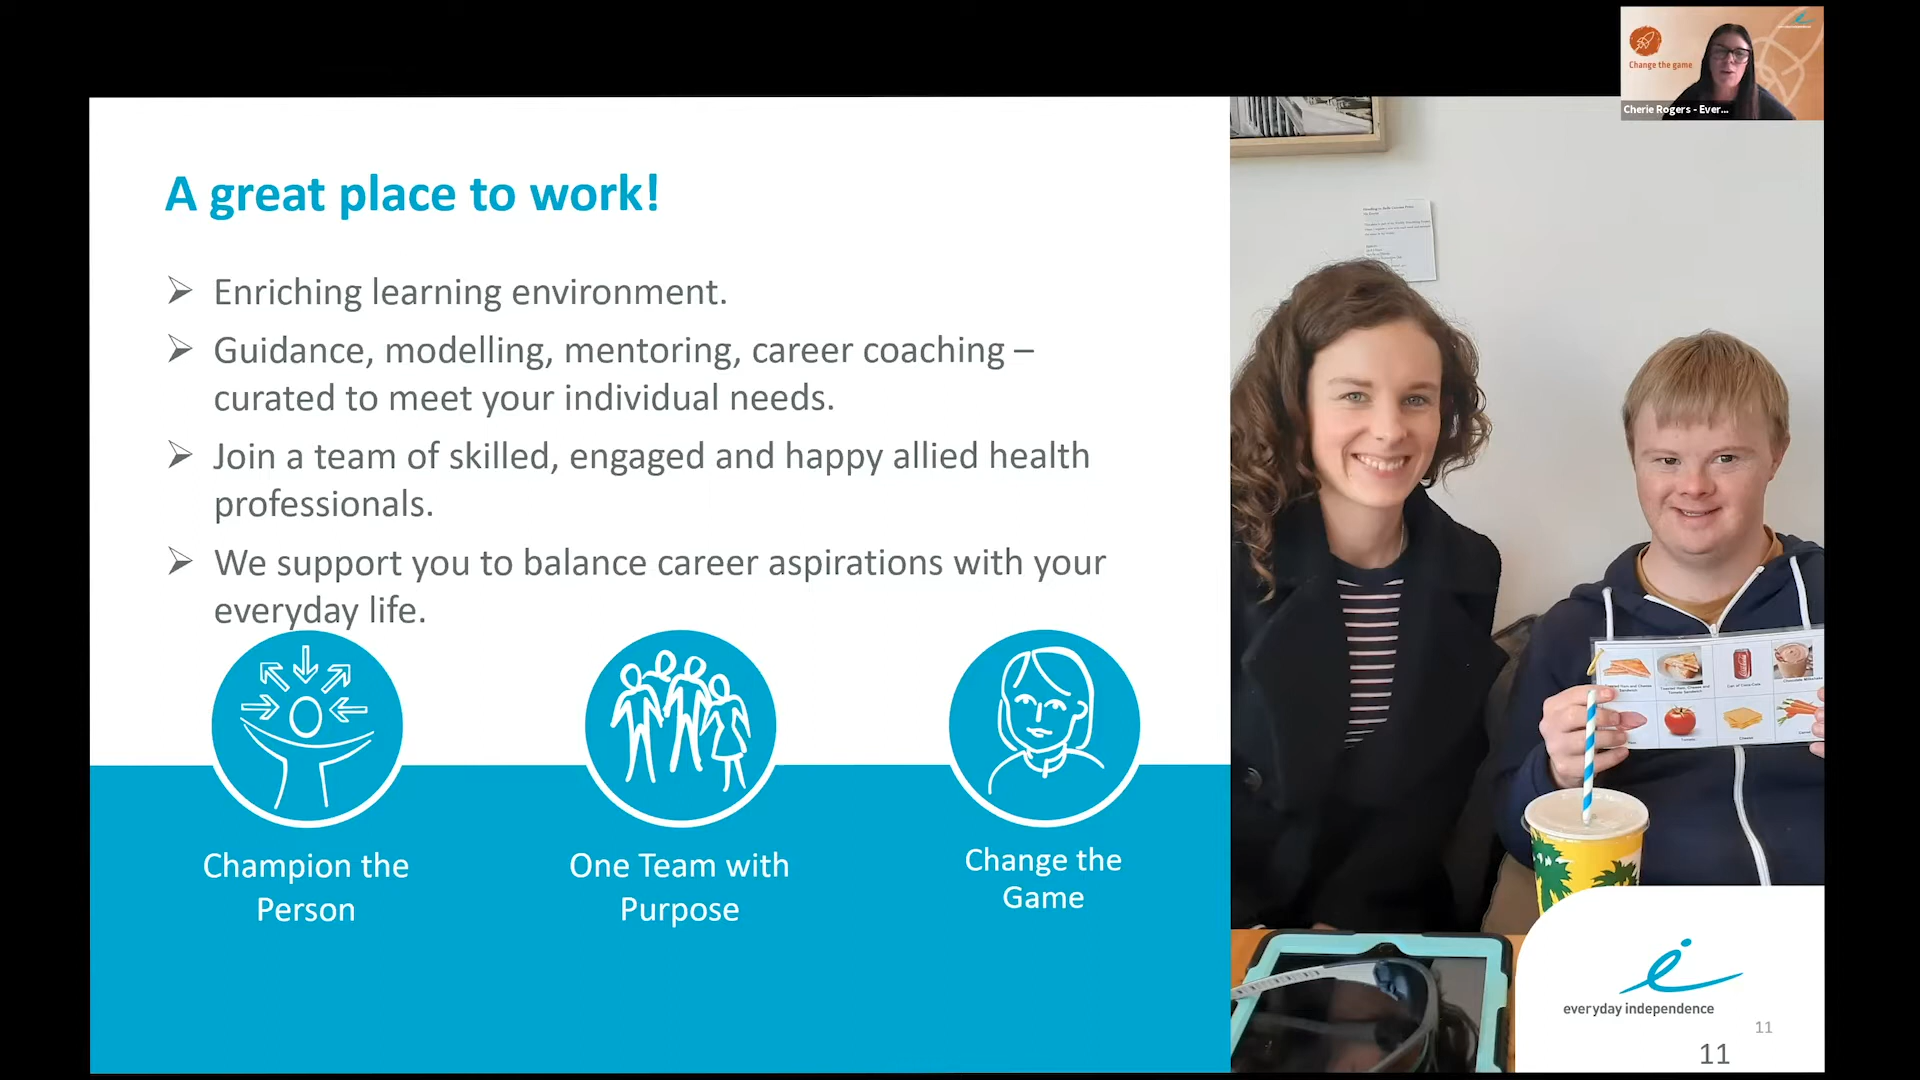 Change the game
Cherie Rogers - Ever...
A great place to work!
Enriching learning environment.
Guidance, modelling, mentoring, career coaching –
curated to meet your individual needs.
Join a team of skilled, engaged and happy allied health
professionals.
We support you to balance career aspirations with your
everyday life.
Champion the
Person
One Team with
Purpose
Change the
Game
Tomato
Cheese
everyday independence
11
11